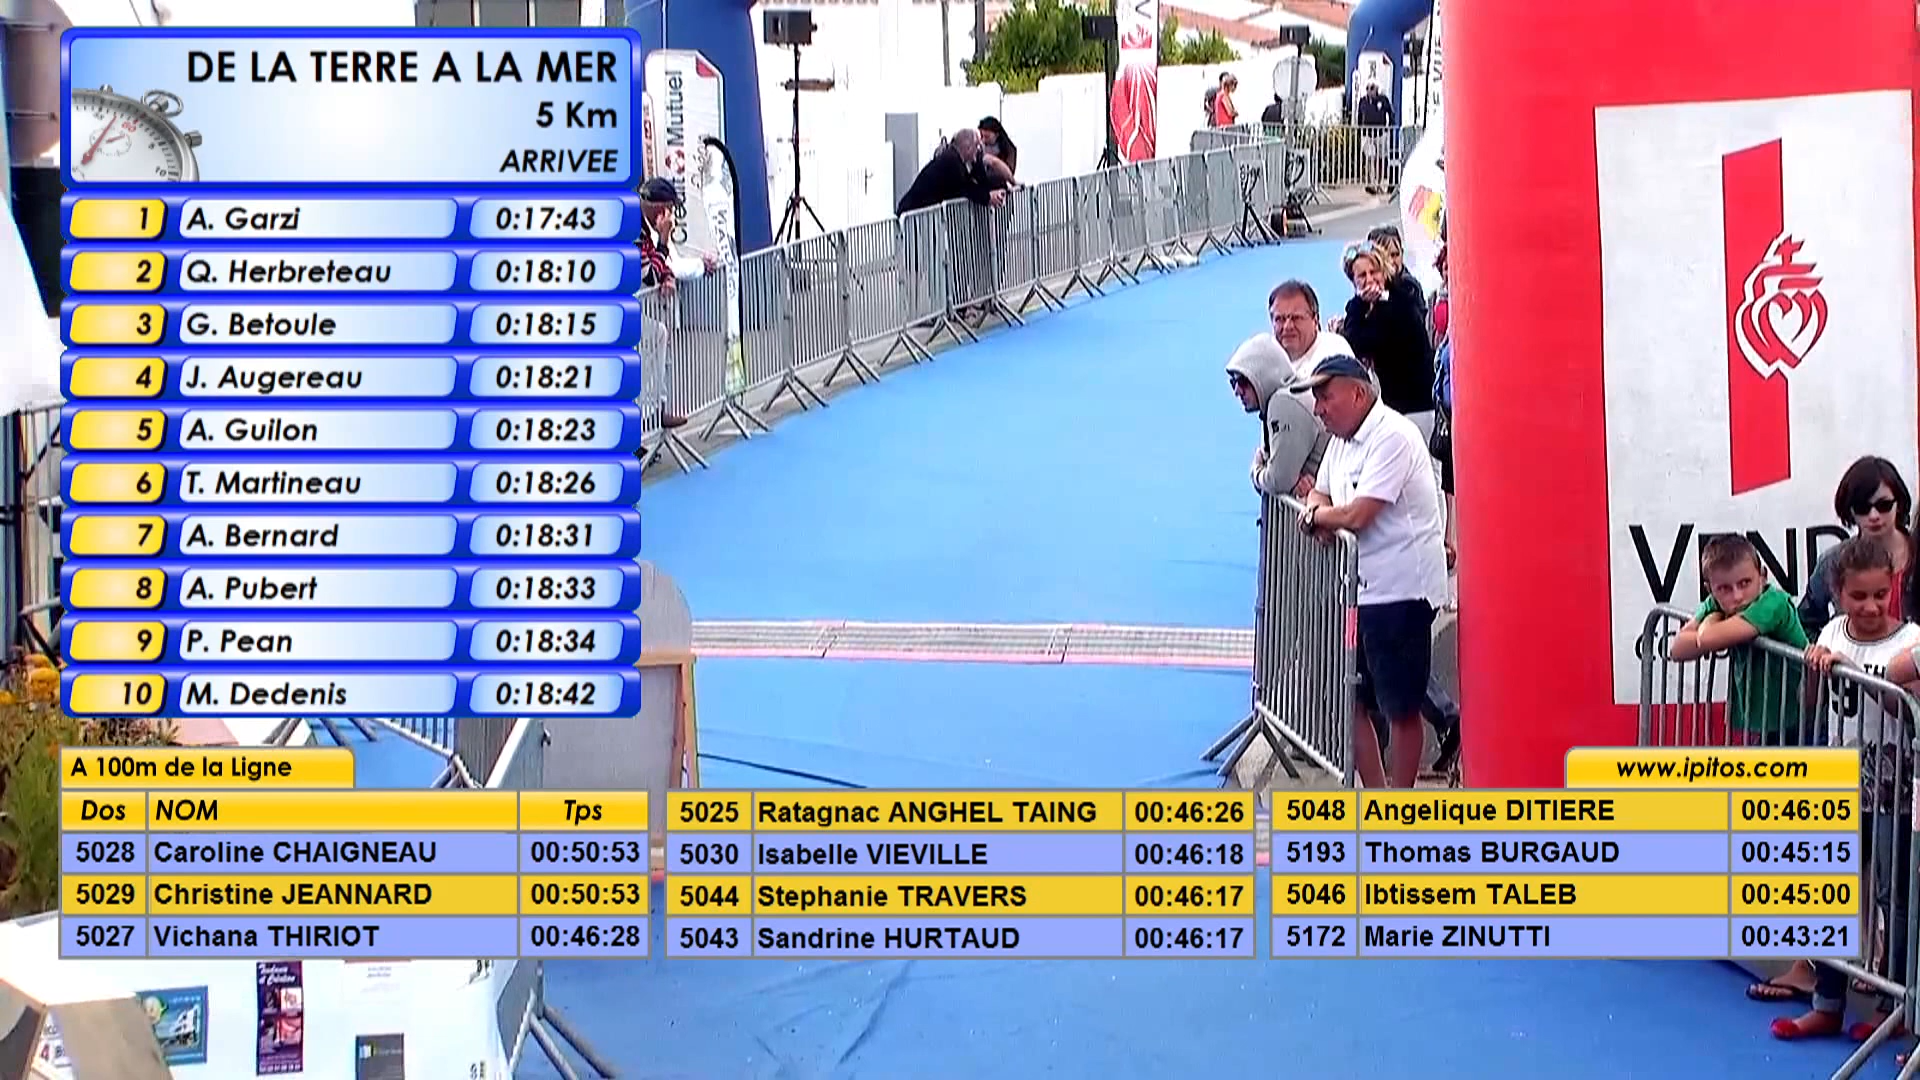 DE LA TERRE A LA MER
5 Km
ARRIVEE
1 A. Garzi 0:17:43
2 Q. Herbreteau 0:18:10
3 G. Betoule 0:18:15
4 J. Augereau 0:18:21
5 A. Guilon 0:18:23
6 T. Martineau 0:18:26
7 A. Bernard 0:18:31
8 A. Pubert 0:18:33
9 P. Pean 0:18:34
10 M. Dedenis 0:18:42
Mutuel
VEND
A 100m de la Ligne
www.ipitos.com
Dos NOM Tps
5028 Caroline CHAIGNEAU 00:50:53
5029 Christine JEANNARD 00:50:53
5027 Vichana THIRIOT 00:46:28
5025 Ratagnac ANGHEL TAING 00:46:26
5030 Isabelle VIEVILLE 00:46:18
5044 Stephanie TRAVERS 00:46:17
5043 Sandrine HURTAUD 00:46:17
5048 Angelique DITIERE 00:46:05
5193 Thomas BURGAUD 00:45:15
5046 Ibtissem TALEB 00:45:00
5172 Marie ZINUTTI 00:43:21